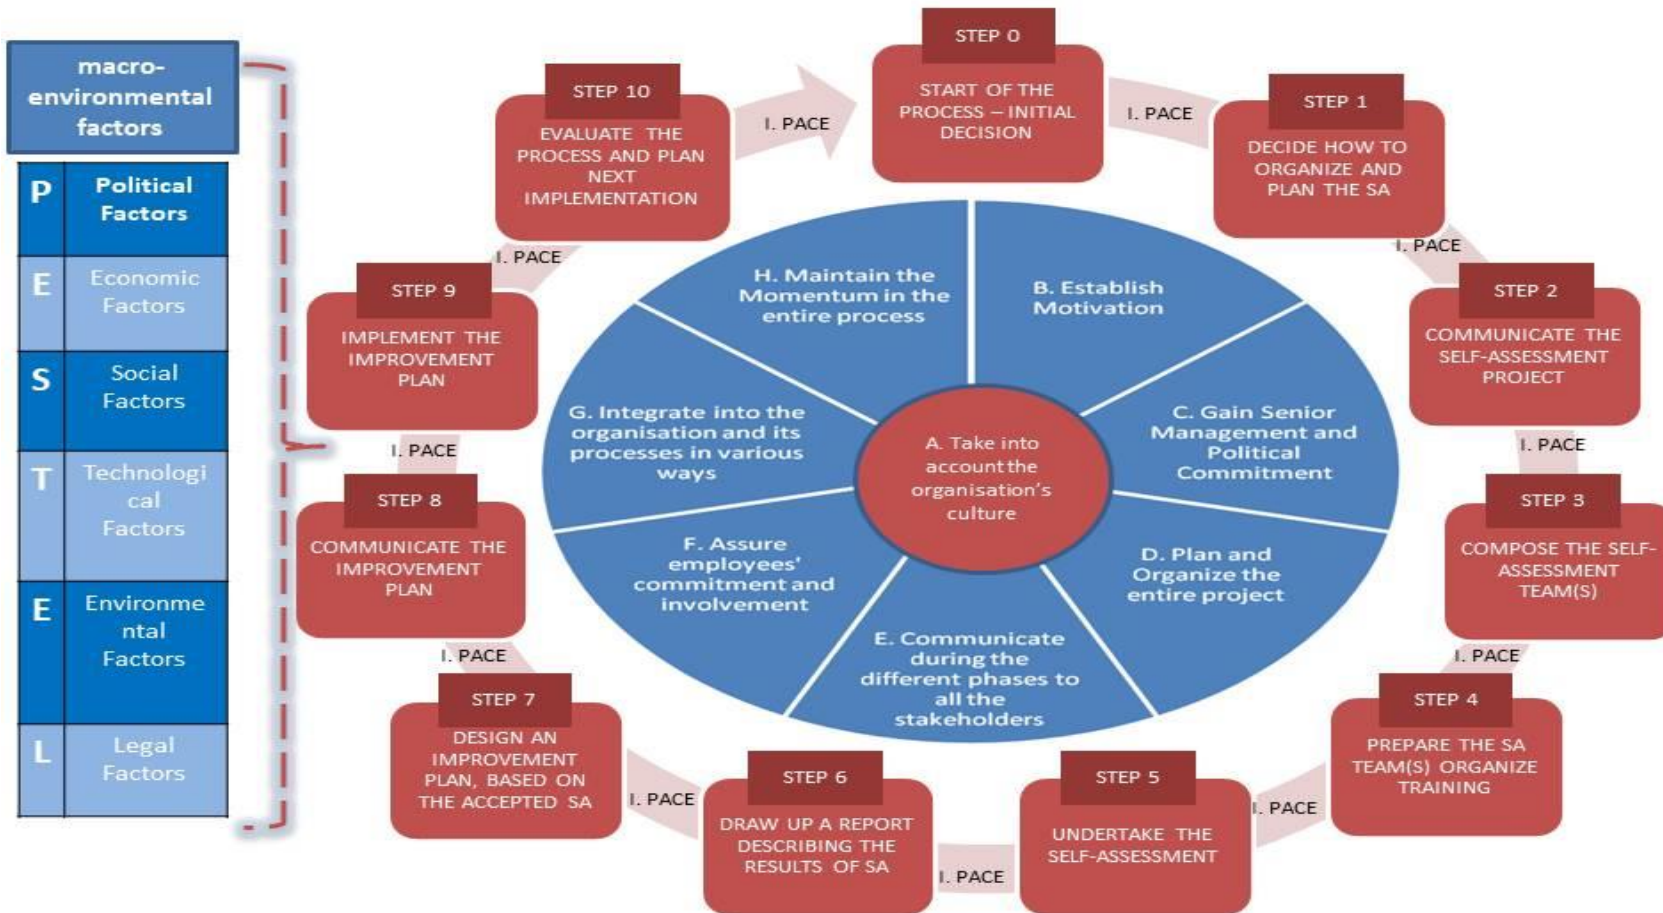 macro-
environmental
factors
P
Political
Factors
E
Economic
Factors
S
Social
Factors
T
Technologi
cal
Factors
E
Environme
ntal
Factors
L
Legal
Factors
STEP 0
START OF THE
PROCESS – INITIAL
DECISION
I. PACE
STEP 1
DECIDE HOW TO
ORGANIZE AND
PLAN THE SA
I. PACE
STEP 2
COMMUNICATE THE
SELF-ASSESSMENT
PROJECT
I. PACE
STEP 3
COMPOSE THE SELF-
ASSESSMENT
TEAM(S)
I. PACE
STEP 4
PREPARE THE SA
TEAM(S) ORGANIZE
TRAINING
I. PACE
STEP 5
UNDERTAKE THE
SELF-ASSESSMENT
I. PACE
STEP 6
DRAW UP A REPORT
DESCRIBING THE
RESULTS OF SA
I. PACE
STEP 7
DESIGN AN
IMPROVEMENT
PLAN, BASED ON
THE ACCEPTED SA
I. PACE
STEP 8
COMMUNICATE THE
IMPROVEMENT
PLAN
I. PACE
STEP 9
IMPLEMENT THE
IMPROVEMENT
PLAN
I. PACE
STEP 10
EVALUATE THE
PROCESS AND PLAN
NEXT
IMPLEMENTATION
I. PACE
A. Take into
account the
organisation's
culture
B. Establish
Motivation
C. Gain Senior
Management and
Political
Commitment
D. Plan and
Organize the
entire project
E. Communicate
during the
different phases to
all the
stakeholders
F. Assure
employees'
commitment and
involvement
G. Integrate into the
organisation and its
processes in various
ways
H. Maintain the
Momentum in the
entire process